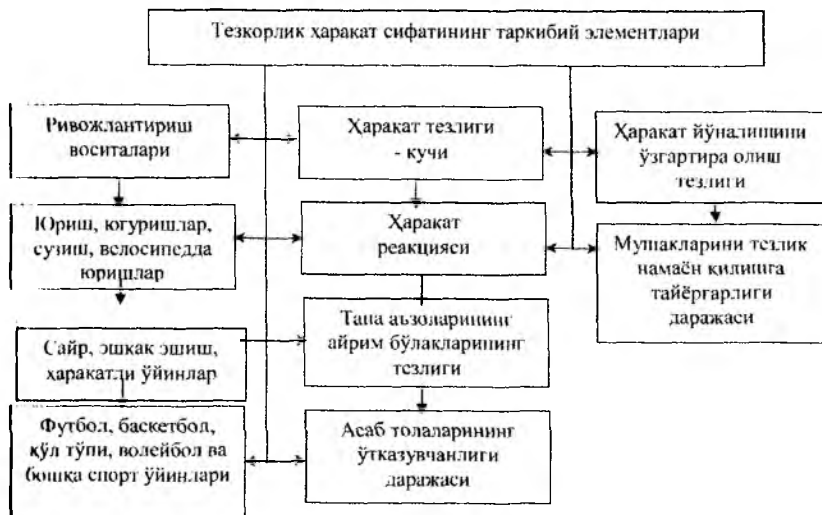 Тезкорлик ҳаракат сифатининг таркибий элементлари
Ривожлантириш
воситалари
Ҳаракат тезлиги
- кучи
Ҳаракат йўналишини
ўзгартира олиш
тезлиги
Юриш, югуришлар,
сузиш, велосипедда
юришлар
Ҳаракат
реакцияси
Мушакларини тезлик
намаён қилишга
тайёргарлиги
даражаси
Сайр, эшкак эшиш,
ҳаракатли ўйинлар
Тана аъзоларининг
айрим бўлакларининг
тезлиги
Футбол, баскетбол,
қўл тўпи, волейбол ва
бошқа спорт ўйинлари
Асаб толаларининг
ўтказувчанлиги
даражаси